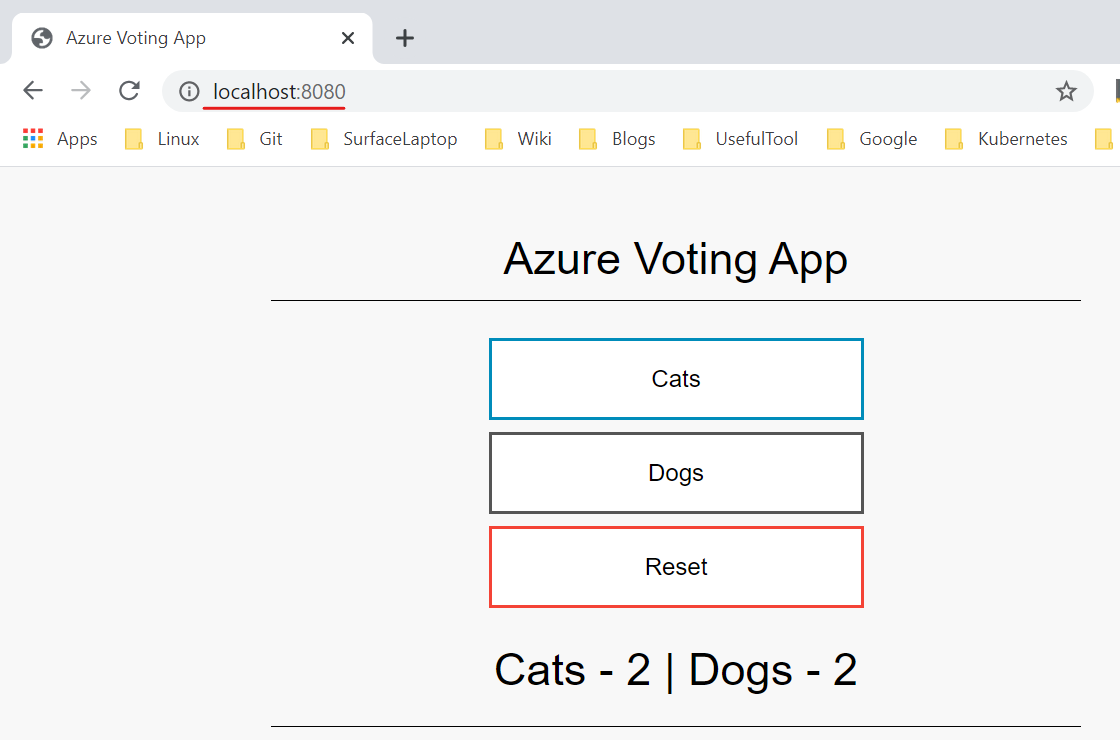 Azure Voting App
localhost:8080
Apps Linux Git SurfaceLaptop Wiki Blogs UsefulTool Google Kubernetes
Azure Voting App
Cats
Dogs
Reset
Cats - 2 | Dogs - 2